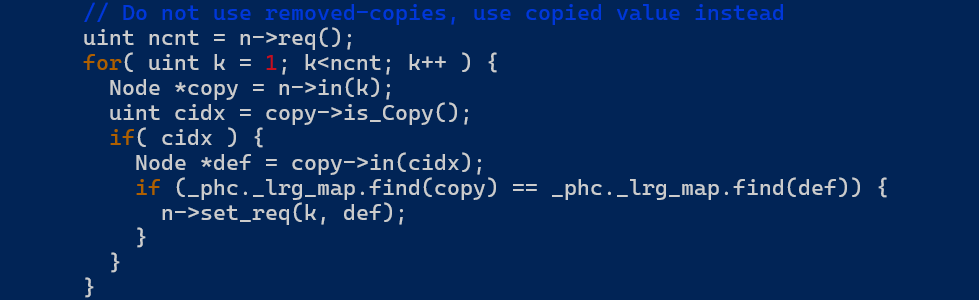 // Do not use removed-copies, use copied value instead
uint ncnt = n->req();
for( uint k = 1; k<ncnt; k++ ) {
Node *copy = n->in(k);
uint cidx = copy->is_Copy();
if( cidx ) {
Node *def = copy->in(cidx);
if (_phc._lrg_map.find(copy) == _phc._lrg_map.find(def)) {
n->set_req(k, def);
}
}
}